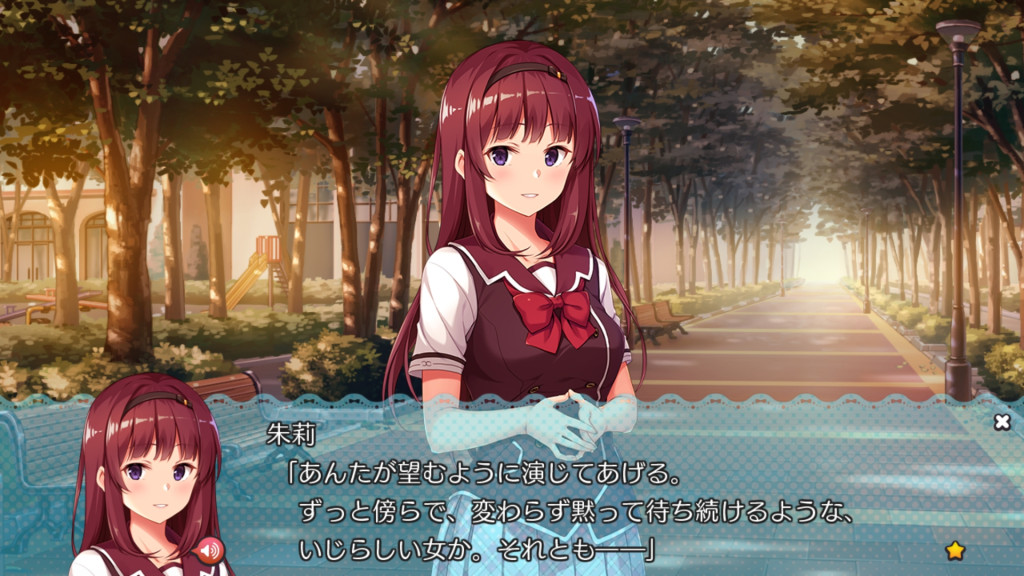 朱莉
「あんたが望むように演じてあげる。
ずっと傍らで、変わらず黙って待ち続けるような、
いじらしい女か。それとも――」